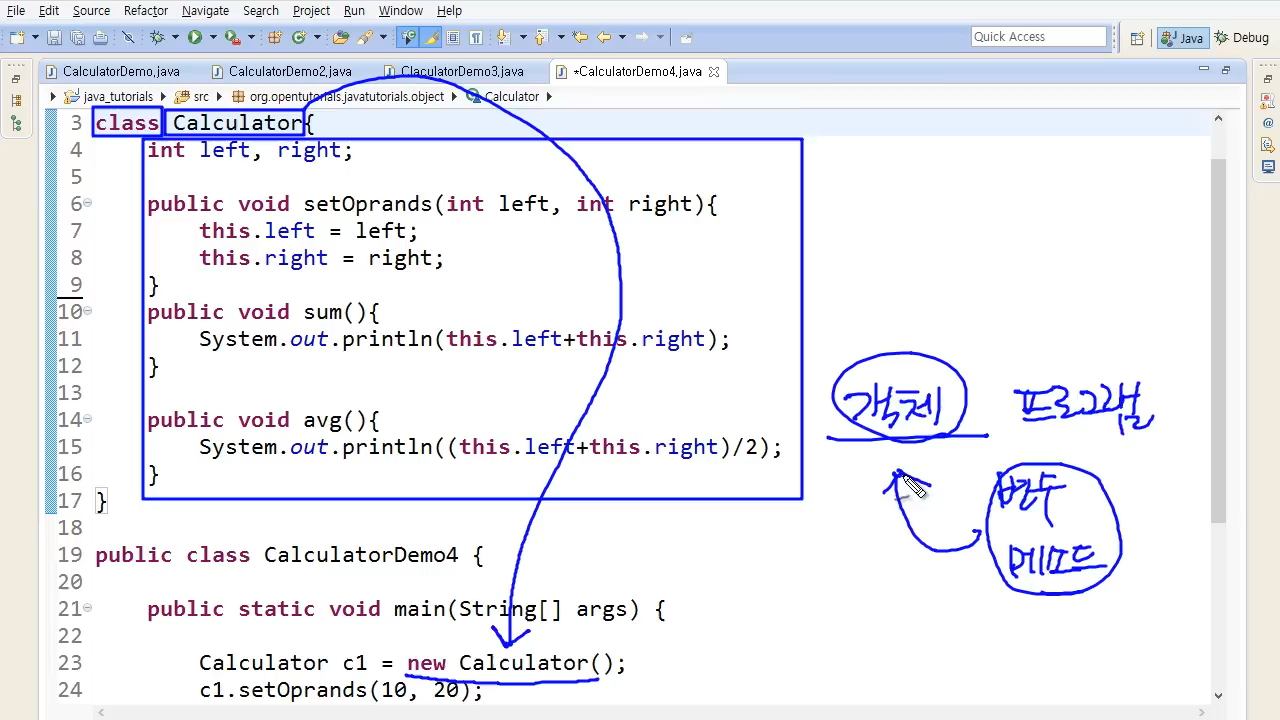 File Edit Source Refactor Navigate Search Project Run Window Help
Quick Access
Java
Debug
CalculatorDemo.java
CalculatorDemo2.java
ClaculatorDemo3.java
*CalculatorDemo4.java
java_tutorials
src
org.opentutorials.javatutorials.object
Calculator
3 class Calculator{
4 int left, right;
5
6 public void setOprands(int left, int right){
7 this.left = left;
8 this.right = right;
9 }
10 public void sum(){
11 System.out.println(this.left+this.right);
12 }
13
14 public void avg(){
15 System.out.println((this.left+this.right)/2);
16 }
17 }
18
19 public class CalculatorDemo4 {
20
21 public static void main(String[] args) {
22
23 Calculator c1 = new Calculator();
24 c1.setOprands(10, 20);
객체 프로그램
변수
메소드